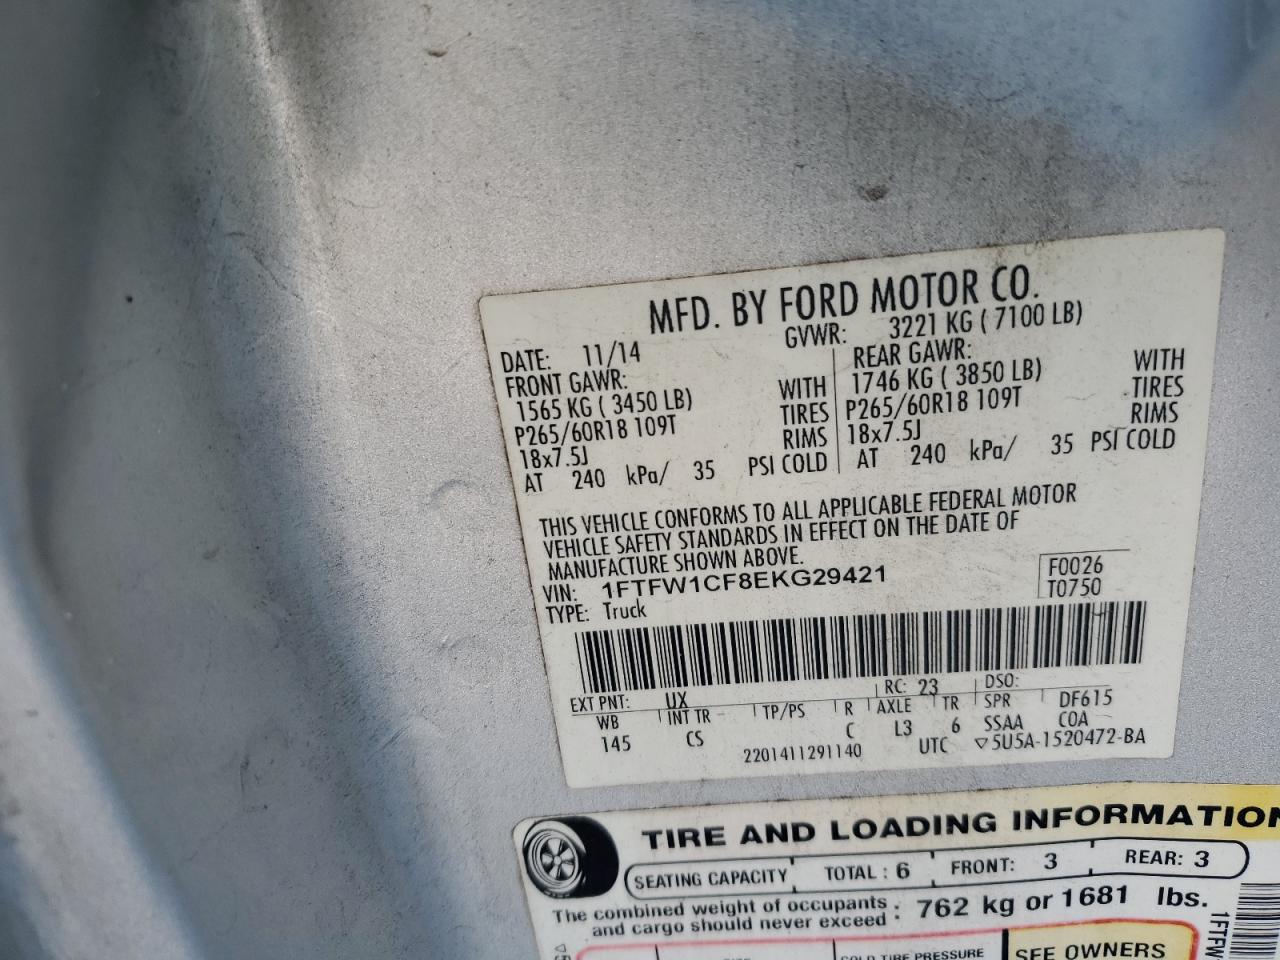 MFD. BY FORD MOTOR CO.
DATE: 11/14 GVWR: 3221 KG ( 7100 LB)
FRONT GAWR: REAR GAWR:
1565 KG ( 3450 LB) WITH 1746 KG ( 3850 LB) WITH
P265/60R18 109T TIRES P265/60R18 109T TIRES
18x7.5J RIMS 18x7.5J RIMS
AT 240 kPa/ 35 PSI COLD AT 240 kPa/ 35 PSI COLD
THIS VEHICLE CONFORMS TO ALL APPLICABLE FEDERAL MOTOR
VEHICLE SAFETY STANDARDS IN EFFECT ON THE DATE OF
MANUFACTURE SHOWN ABOVE.
VIN: 1FTFW1CF8EKG29421 F0026
TYPE: Truck T0750
EXT PNT: UX RC: 23 DSO:
WB INT TR TP/PS R AXLE TR SPR DF615
145 CS C L3 6 SSAA COA
2201411291140 UTC ▽5U5A-1520472-BA
TIRE AND LOADING INFORMATION
SEATING CAPACITY TOTAL : 6 FRONT: 3 REAR: 3
The combined weight of occupants
and cargo should never exceed : 762 kg or 1681 lbs.
COLD TIRE PRESSURE SEE OWNERS
1FTFW